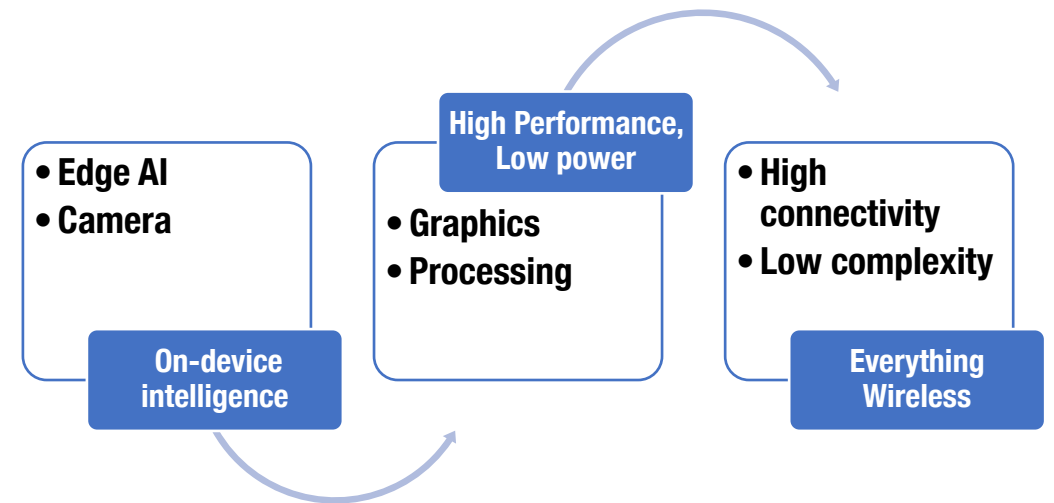 • Edge AI
• Camera
On-device
intelligence
High Performance,
Low power
• Graphics
• Processing
• High
connectivity
• Low complexity
Everything
Wireless